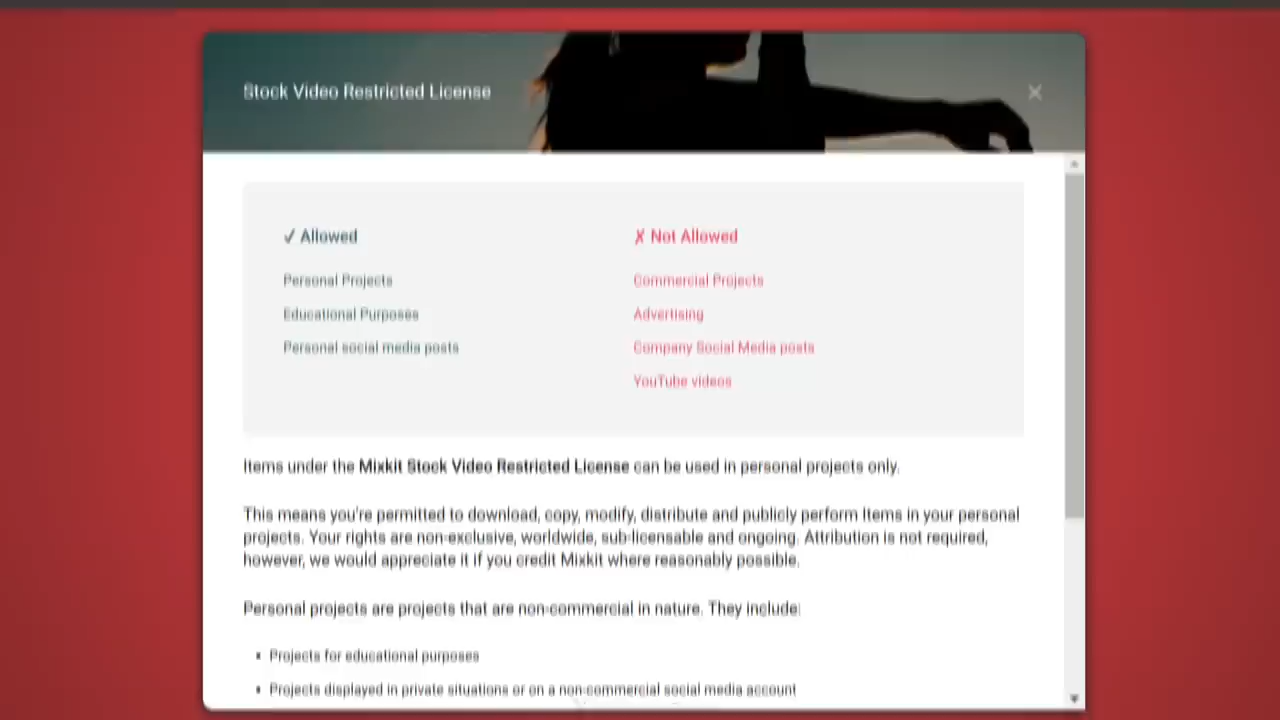 Stock Video Restricted License
✓ Allowed
✗ Not Allowed
Personal Projects
Commercial Projects
Educational Purposes
Advertising
Personal social media posts
Company Social Media posts
YouTube videos
Items under the Mixkit Stock Video Restricted License can be used in personal projects only.
This means you're permitted to download, copy, modify, distribute and publicly perform Items in your personal
projects. Your rights are non-exclusive, worldwide, sub-licensable and ongoing. Attribution is not required,
however, we would appreciate it if you credit Mixkit where reasonably possible.
Personal projects are projects that are non-commercial in nature. They include:
▪ Projects for educational purposes
▪ Projects displayed in private situations or on a non-commercial social media account